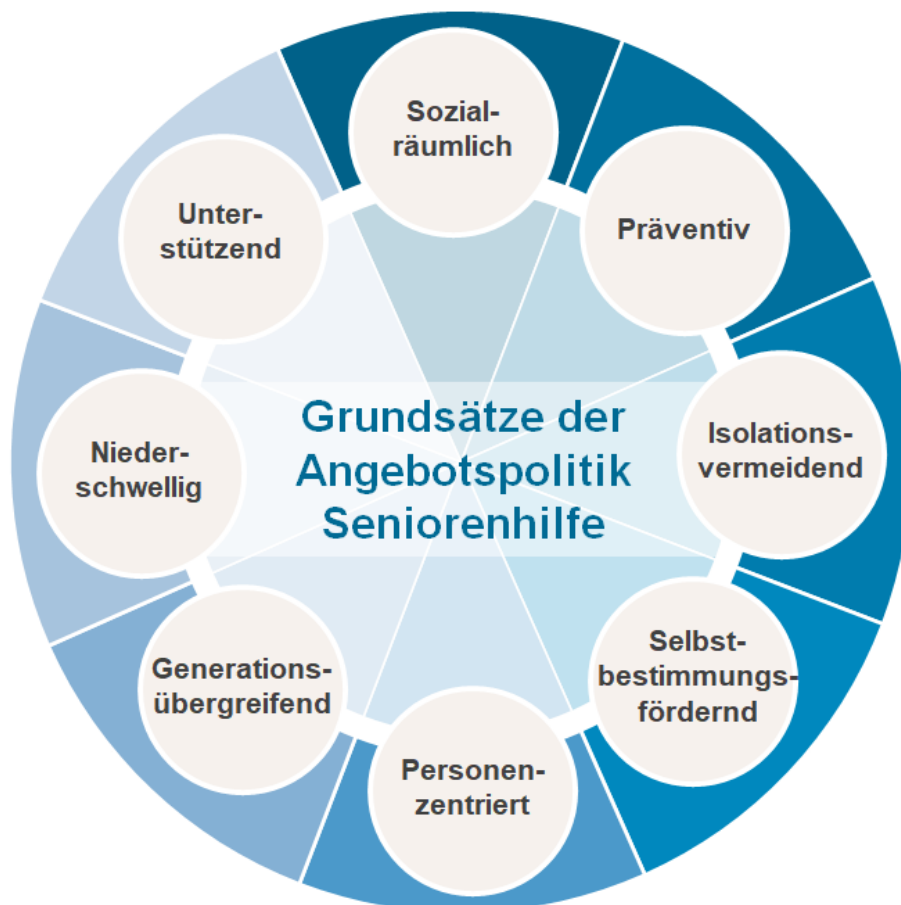 Sozial-
räumlich
Präventiv
Isolations-
vermeidend
Selbst-
bestimmungs-
fördernd
Personen-
zentriert
Generations-
übergreifend
Nieder-
schwellig
Unter-
stützend
Grundsätze der
Angebotspolitik
Seniorenhilfe